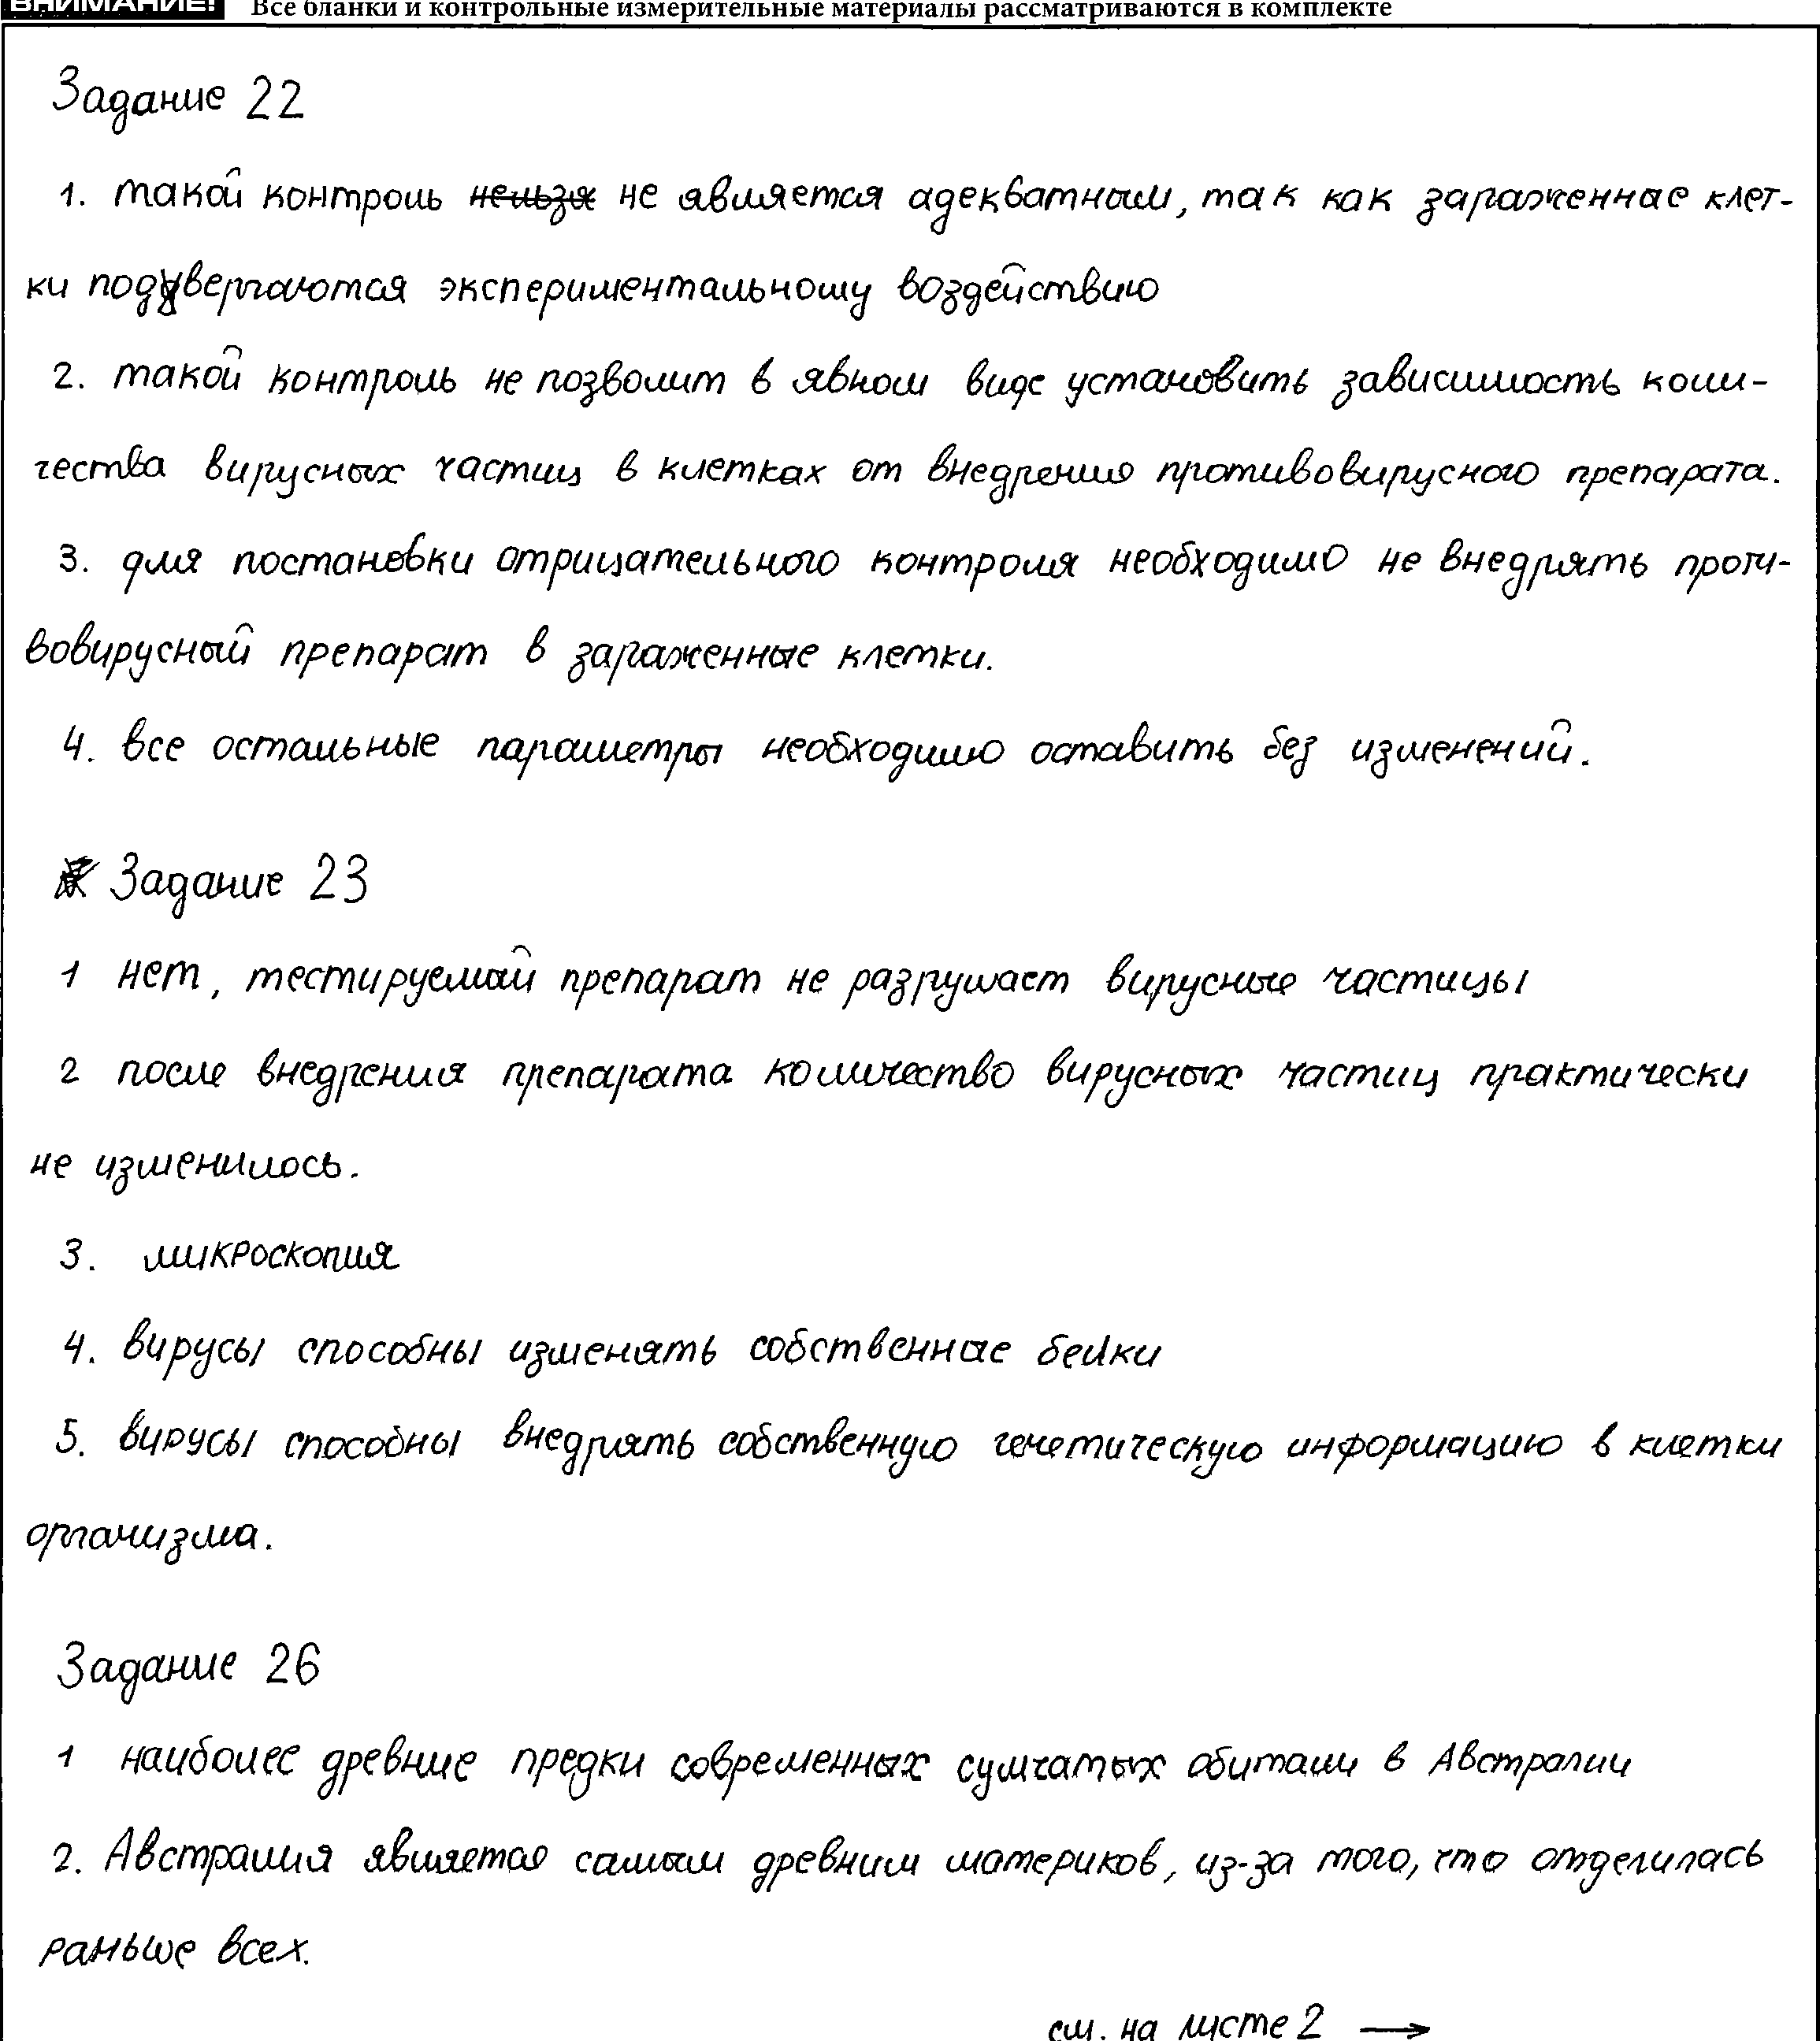 ВНИМАНИЕ! Все бланки и контрольные измерительные материалы рассматриваются в комплекте
Задание 22
1. такой контроль нельзя не является адекватным, так как зараженные клет-
ки подвергаются экспериментальному воздействию
2. такой контроль не позволит в явном виде установить зависимость коли-
чества вирусных частиц в клетках от внедрения противовирусного препарата.
3. для постановки отрицательного контроля необходимо не внедрять проти-
вовирусный препарат в зараженные клетки.
4. все остальные параметры необходимо оставить без изменений.
Задание 23
1 нет, тестируемый препарат не разрушает вирусные частицы
2 после внедрения препарата количество вирусных частиц практически
не изменилось.
3. микроскопия
4. вирусы способны изменять собственные белки
5. вирусы способны внедрять собственную генетическую информацию в клетки
организма.
Задание 26
1 наиболее древние предки современных сумчатых обитали в Австралии
2. Австралия является самым древним материков, из-за того, что отделилась
раньше всех.
см. на листе 2 →